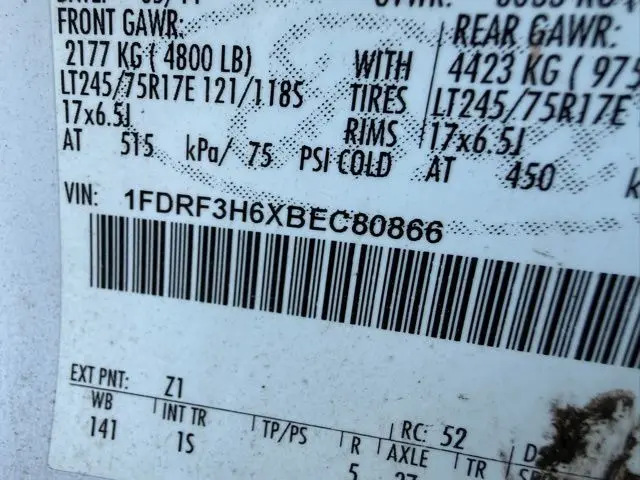 FRONT GAWR: REAR GAWR:
2177 KG ( 4800 LB) WITH 4423 KG ( 975
LT245/75R17E 121/118S TIRES LT245/75R17E
17x6.5J RIMS 17x6.5J
AT 515 kPa/ 75 PSI COLD AT 450
VIN: 1FDRF3H6XBEC80866
EXT PNT: Z1 RC: 52
WB INT TR TP/PS R AXLE TR
141 1S 5